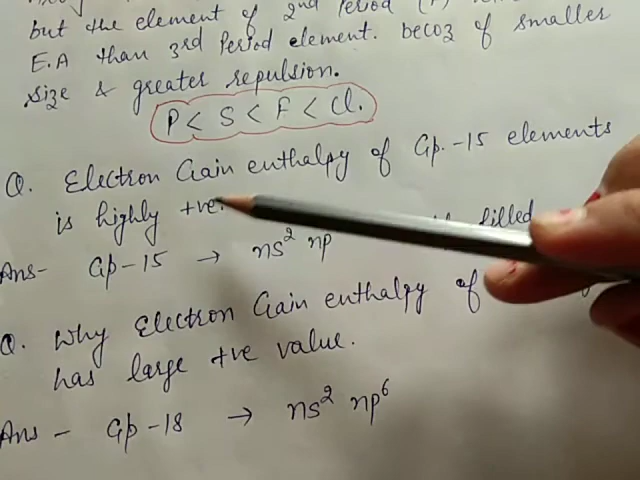 but the element of 2nd Period
E.A than 3rd Period element. becoz of smaller
size & greater repulsion.
P < S < F < Cl.
Q. Electron Gain enthalpy of Gp.-15 elements
is highly +ve.
Ans- Gp-15 → ns² np filled
Q. Why Electron Gain enthalpy of
has large +ve value.
Ans - Gp-18 → ns² np⁶